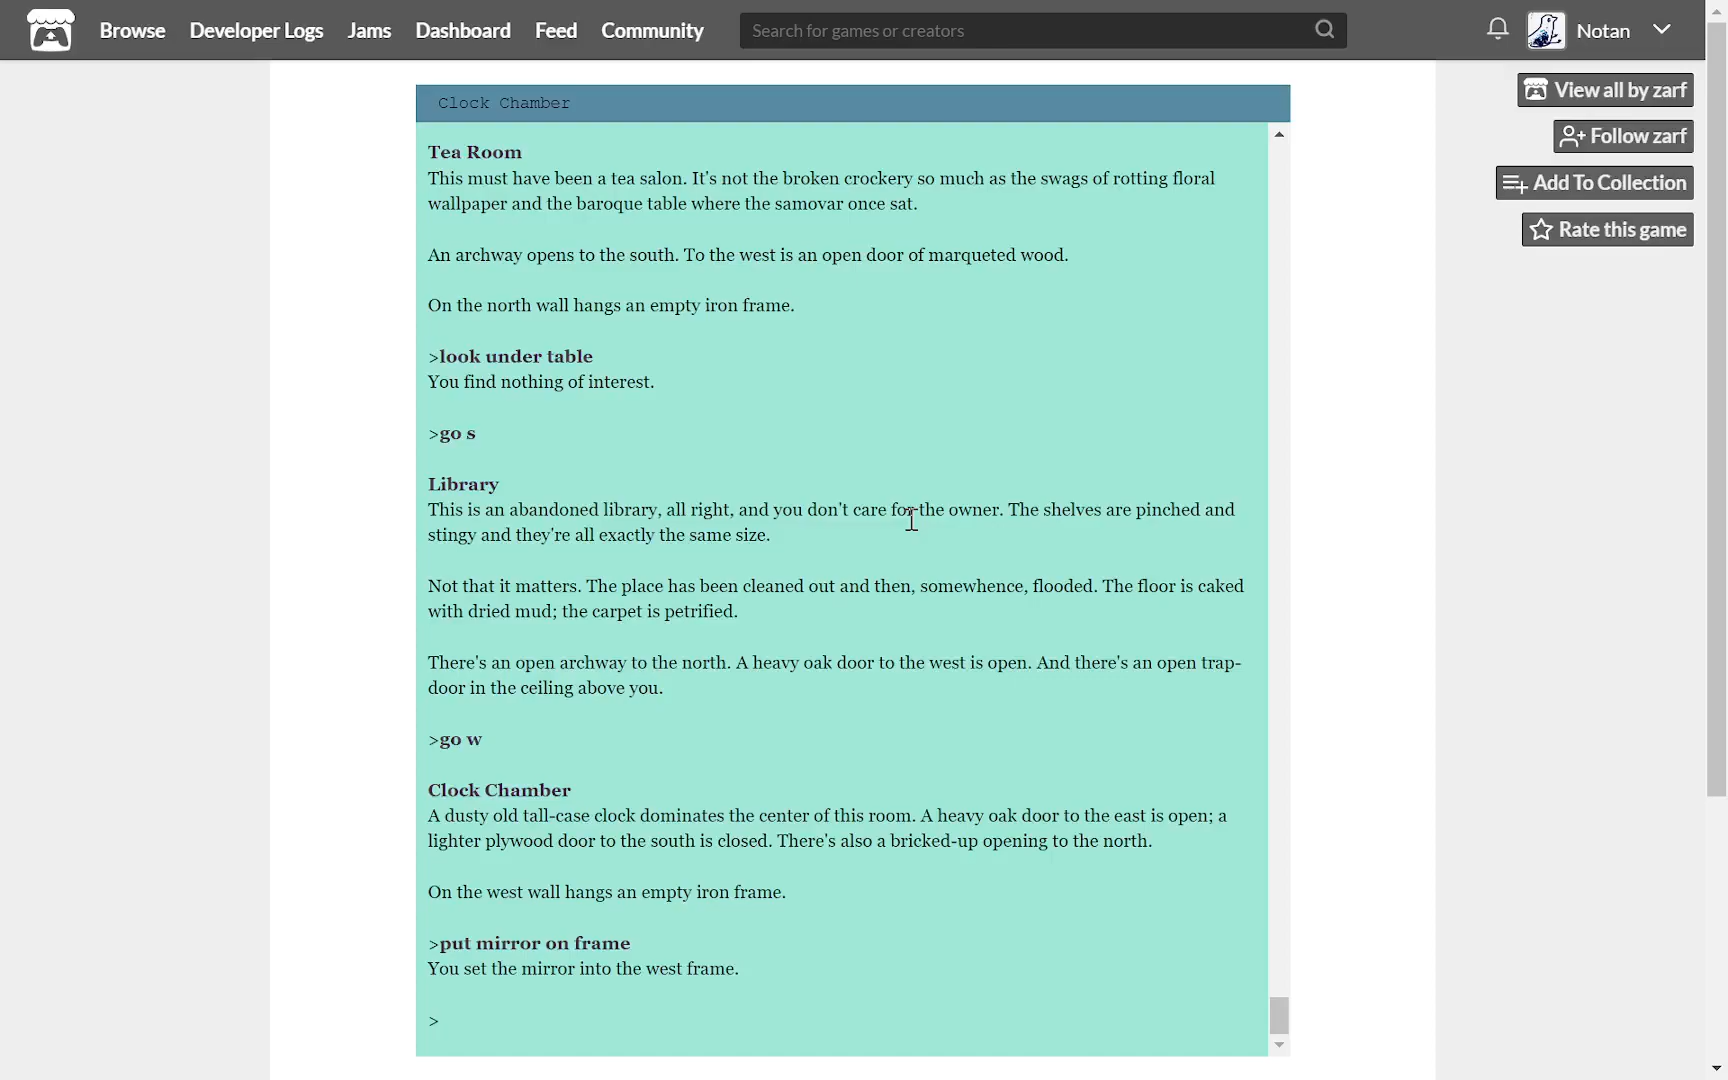 Browse Developer Logs Jams Dashboard Feed Community Search for games or creators Notan
View all by zarf
Follow zarf
Add To Collection
Rate this game
Clock Chamber
Tea Room
This must have been a tea salon. It's not the broken crockery so much as the swags of rotting floral
wallpaper and the baroque table where the samovar once sat.
An archway opens to the south. To the west is an open door of marqueted wood.
On the north wall hangs an empty iron frame.
>look under table
You find nothing of interest.
>go s
Library
This is an abandoned library, all right, and you don't care for the owner. The shelves are pinched and
stingy and they're all exactly the same size.
Not that it matters. The place has been cleaned out and then, somewhence, flooded. The floor is caked
with dried mud; the carpet is petrified.
There's an open archway to the north. A heavy oak door to the west is open. And there's an open trap-
door in the ceiling above you.
>go w
Clock Chamber
A dusty old tall-case clock dominates the center of this room. A heavy oak door to the east is open; a
lighter plywood door to the south is closed. There's also a bricked-up opening to the north.
On the west wall hangs an empty iron frame.
>put mirror on frame
You set the mirror into the west frame.
>